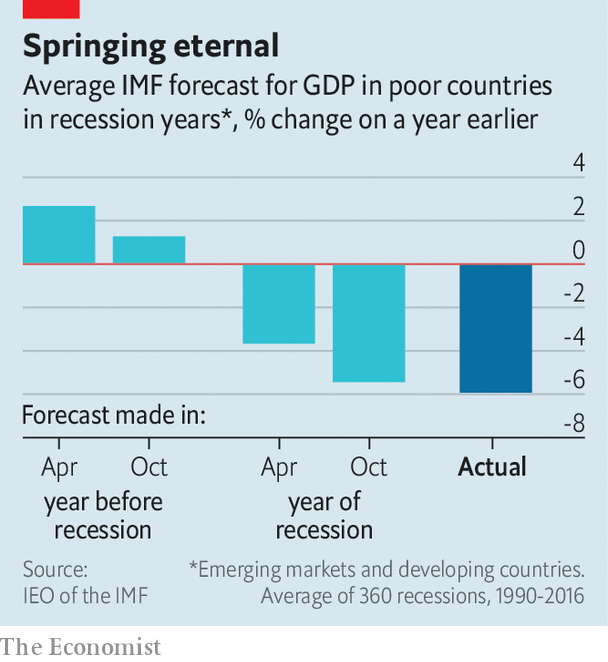 Springing eternal
Average IMF forecast for GDP in poor countries
in recession years*, % change on a year earlier
4
2
0
-2
-4
-6
-8
Forecast made in:
Apr
Oct
Apr
Oct
Actual
year before
recession
year of
recession
Source:
IEO of the IMF
*Emerging markets and developing countries.
Average of 360 recessions, 1990-2016
The Economist